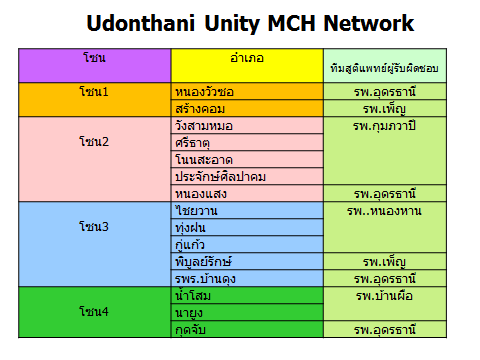 Udonthani Unity MCH Network
โซน อำเภอ ทีมสูติแพทย์ผู้รับผิดชอบ
โซน1 หนองวัวซอ รพ.อุดรธานี
สร้างคอม รพ.เพ็ญ
โซน2 วังสามหมอ รพ.กุมภวาปี
ศรีธาตุ
โนนสะอาด
ประจักษ์ศิลปาคม
หนองแสง รพ.อุดรธานี
โซน3 ไชยวาน รพ..หนองหาน
ทุ่งฝน
กู่แก้ว
พิบูลย์รักษ์ รพ.เพ็ญ
รพร.บ้านดุง รพ.อุดรธานี
โซน4 น้ำโสม รพ.บ้านผือ
นายูง
กุดจับ รพ.อุดรธานี